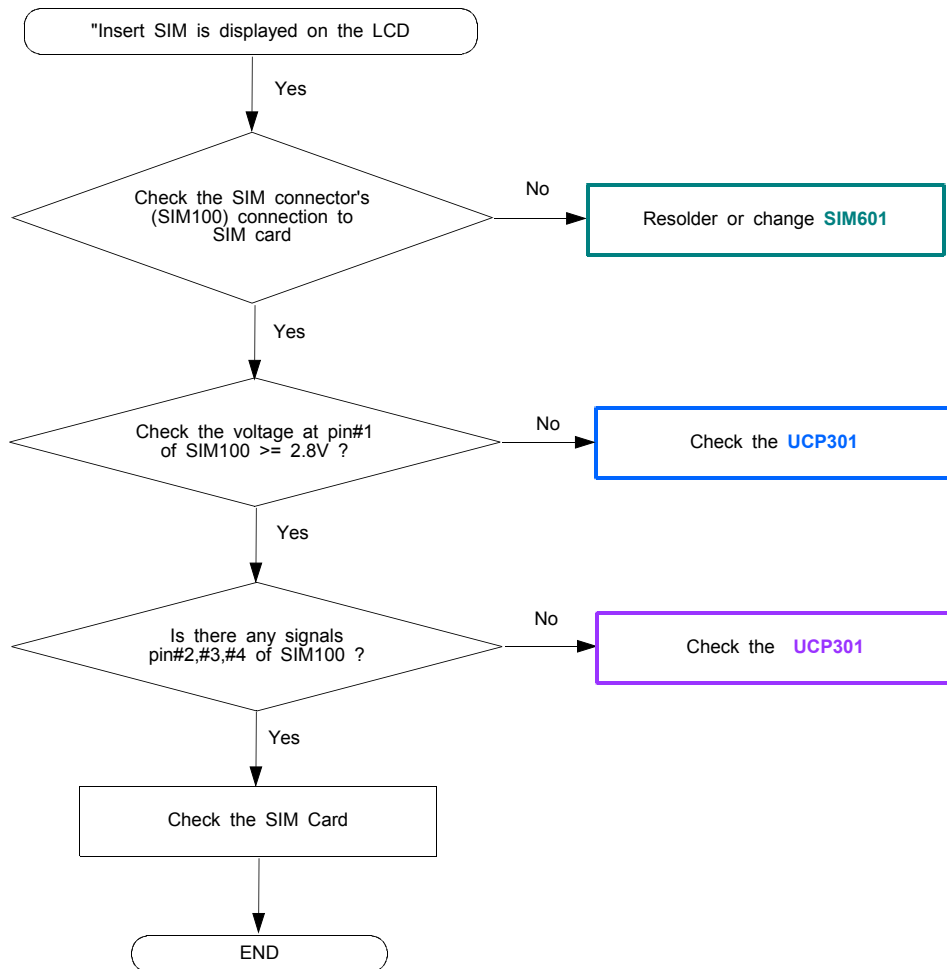 "Insert SIM is displayed on the LCD
Yes
Check the SIM connector's
(SIM100) connection to
SIM card
No
Resolder or change SIM601
Yes
Check the voltage at pin#1
of SIM100 >= 2.8V ?
No
Check the UCP301
Yes
Is there any signals
pin#2,#3,#4 of SIM100 ?
No
Check the UCP301
Yes
Check the SIM Card
END